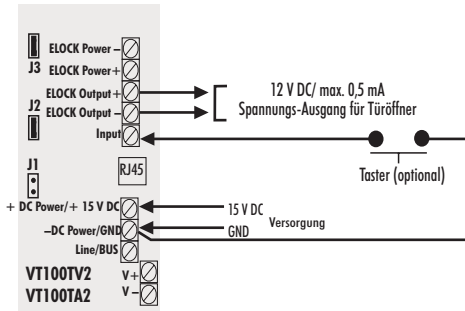 ELOCK Power –
J3 ELOCK Power+
ELOCK Output +
ELOCK Output –
J2
Input
12 V DC/ max. 0,5 mA
Spannungs-Ausgang für Türöffner
Taster (optional)
J1
RJ45
+ DC Power/+ 15 V DC
15 V DC
–DC Power/GND
GND
Versorgung
Line/BUS
VT100TV2
V+
VT100TA2
V –